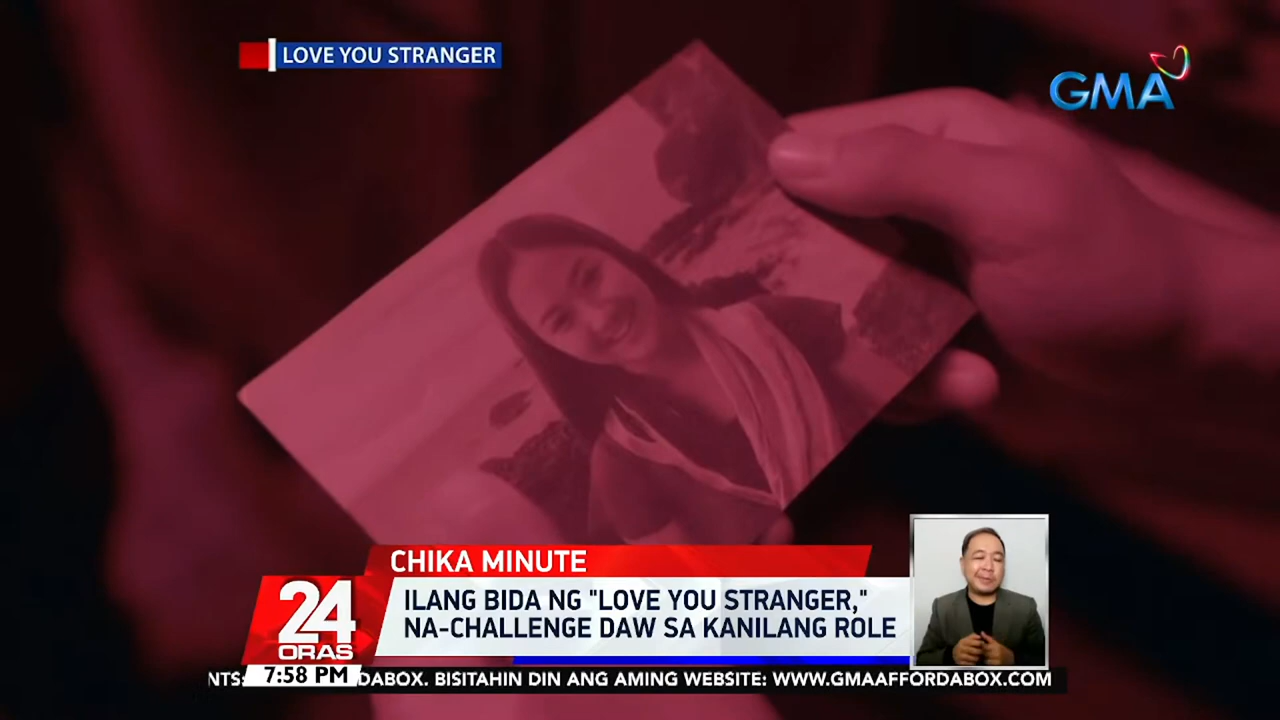 LOVE YOU STRANGER
GMA
CHIKA MINUTE
ILANG BIDA NG "LOVE YOU STRANGER,"
NA-CHALLENGE DAW SA KANILANG ROLE
24
ORAS
7:58 PM
NTS: DABOX. BISITAHIN DIN ANG AMING WEBSITE: WWW.GMAAFFORDABOX.COM